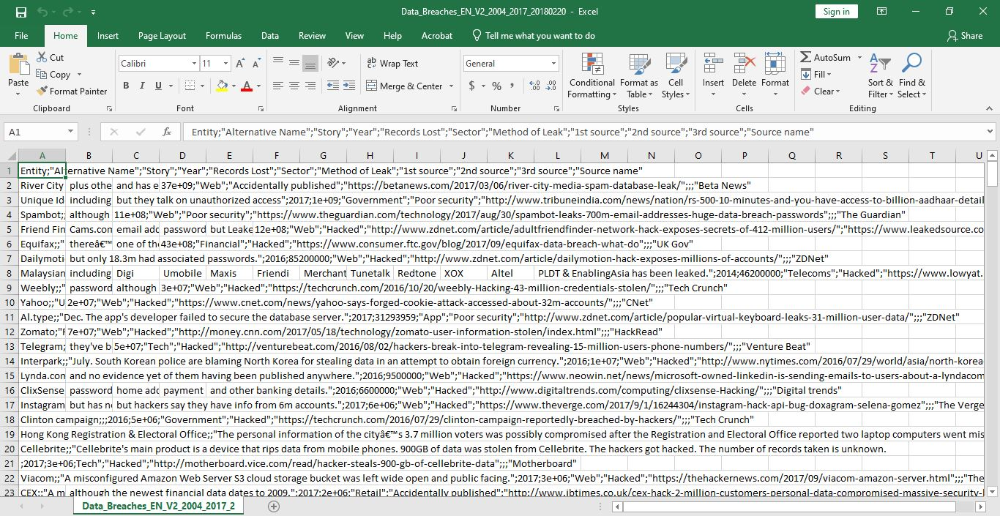 Data_Breaches_EN_V2_2004_2017_20180220 - Excel
Sign in
File Home Insert Page Layout Formulas Data Review View Help Acrobat Tell me what you want to do Share
Paste
Cut
Copy
Format Painter
Clipboard
Calibri 11
B I U
Font
Wrap Text
Merge & Center
Alignment
General
$ % ,
Number
Conditional Formatting
Format as Table
Cell Styles
Styles
Insert Delete Format
Cells
AutoSum
Fill
Clear
Sort & Filter
Find & Select
Editing
A1
fx
Entity;"Alternative Name";"Story";"Year";"Records Lost";"Sector";"Method of Leak";"1st source";"2nd source";"3rd source";"Source name"
A B C D E F G H I J K L M N O P Q R S T U
1 Entity;"Alternative Name";"Story";"Year";"Records Lost";"Sector";"Method of Leak";"1st source";"2nd source";"3rd source";"Source name"
2 River City plus othe and has e 37e+09;"Web";"Accidentally published";"https://betanews.com/2017/03/06/river-city-media-spam-database-leak/";;;"Beta News"
3 Unique Id including but they talk on unauthorized access";2017;1e+09;"Government";"Poor security";"http://www.tribuneindia.com/news/nation/rs-500-10-minutes-and-you-have-access-to-billion-aadhaar-detail
4 Spambot;; although 11e+08;"Web";"Poor security";"https://www.theguardian.com/technology/2017/aug/30/spambot-leaks-700m-email-addresses-huge-data-breach-passwords";;;"The Guardian"
5 Friend Fin Cams.com email add password but Leake 12e+08;"Web";"Hacked";"http://www.zdnet.com/article/adultfriendfinder-network-hack-exposes-secrets-of-412-million-users/";"https://www.leakedsource.co
6 Equifax;;" thereâ€™ one of the 43e+08;"Financial";"Hacked";"https://www.consumer.ftc.gov/blog/2017/09/equifax-data-breach-what-do";;;"UK Gov"
7 Dailymoti but only 18.3m had associated passwords.";2016;85200000;"Web";"Hacked";"http://www.zdnet.com/article/dailymotion-hack-exposes-millions-of-accounts/";;;"ZDNet"
8 Malaysian including Digi Umobile Maxis Friendi Merchant Tunetalk Redtone XOX Altel PLDT & EnablingAsia has been leaked.";2014;46200000;"Telecoms";"Hacked";"https://www.lowyat.
9 Weebly;;" password although 3e+07;"Web";"Hacked";"https://techcrunch.com/2016/10/20/weebly-Hacking-43-million-credentials-stolen/";;;"Tech Crunch"
10 Yahoo;;"U 2e+07;"Web";"Hacked";"https://www.cnet.com/news/yahoo-says-forged-cookie-attack-accessed-about-32m-accounts/";;;"CNet"
11 Al.type;;"Dec. The app's developer failed to secure the database server.";2017;31293959;"App";"Poor security";"http://www.zdnet.com/article/popular-virtual-keyboard-leaks-31-million-user-data/";;;"ZDNet"
12 Zomato;"F 7e+07;"Web";"Hacked";"http://money.cnn.com/2017/05/18/technology/zomato-user-information-stolen/index.html";;;"HackRead"
13 Telegram; they've b 5e+07;"Tech";"Hacked";"http://venturebeat.com/2016/08/02/hackers-break-into-telegram-revealing-15-million-users-phone-numbers/";;;"Venture Beat"
14 Interpark;;"July. South Korean police are blaming North Korea for stealing data in an attempt to obtain foreign currency.";2016;1e+07;"Web";"Hacked";"http://www.nytimes.com/2016/07/29/world/asia/north-korea
15 Lynda.con and no evidence yet of them having been published anywhere.";2016;9500000;"Web";"Hacked";"https://www.neowin.net/news/microsoft-owned-linkedin-is-sending-emails-to-users-about-a-lyndacom
16 ClixSense password home add payment and other banking details.";2016;6600000;"Web";"Hacked";"http://www.digitaltrends.com/computing/clixsense-Hacking/";;;"Digital trends"
17 Instagram but has n but hackers say they have info from 6m accounts.";2017;6e+06;"Web";"Hacked";"https://www.theverge.com/2017/9/1/16244304/instagram-hack-api-bug-doxagram-selena-gomez";;;"The Verge
18 Clinton campaign;;;2016;5e+06;"Government";"Hacked";"https://techcrunch.com/2016/07/29/clinton-campaign-reportedly-breached-by-hackers/";;;"Tech Crunch"
19 Hong Kong Registration & Electoral Office;;"The personal information of the cityâ€™s 3.7 million voters was possibly compromised after the Registration and Electoral Office reported two laptop computers went mis
20 Cellebrite;;"Cellebrite's main product is a device that rips data from mobile phones. 900GB of data was stolen from Cellebrite. The hackers got hacked. The number of records taken is unknown.
21 ;2017;3e+06;Tech";"Hacked";"http://motherboard.vice.com/read/hacker-steals-900-gb-of-cellebrite-data";;;"Motherboard"
22 Viacom;;"A misconfigured Amazon Web Server S3 cloud storage bucket was left wide open and public facing.";2017;3e+06;"Web";"Hacked";"https://thehackernews.com/2017/09/viacom-amazon-server.html";;;"The
23 CEX;;"A m although the newest financial data dates to 2009.";2017;2e+06;"Retail";"Accidentally published";"http://www.ibtimes.co.uk/cex-hack-2-million-customers-personal-data-compromised-massive-security-l
Data_Breaches_EN_V2_2004_2017_2